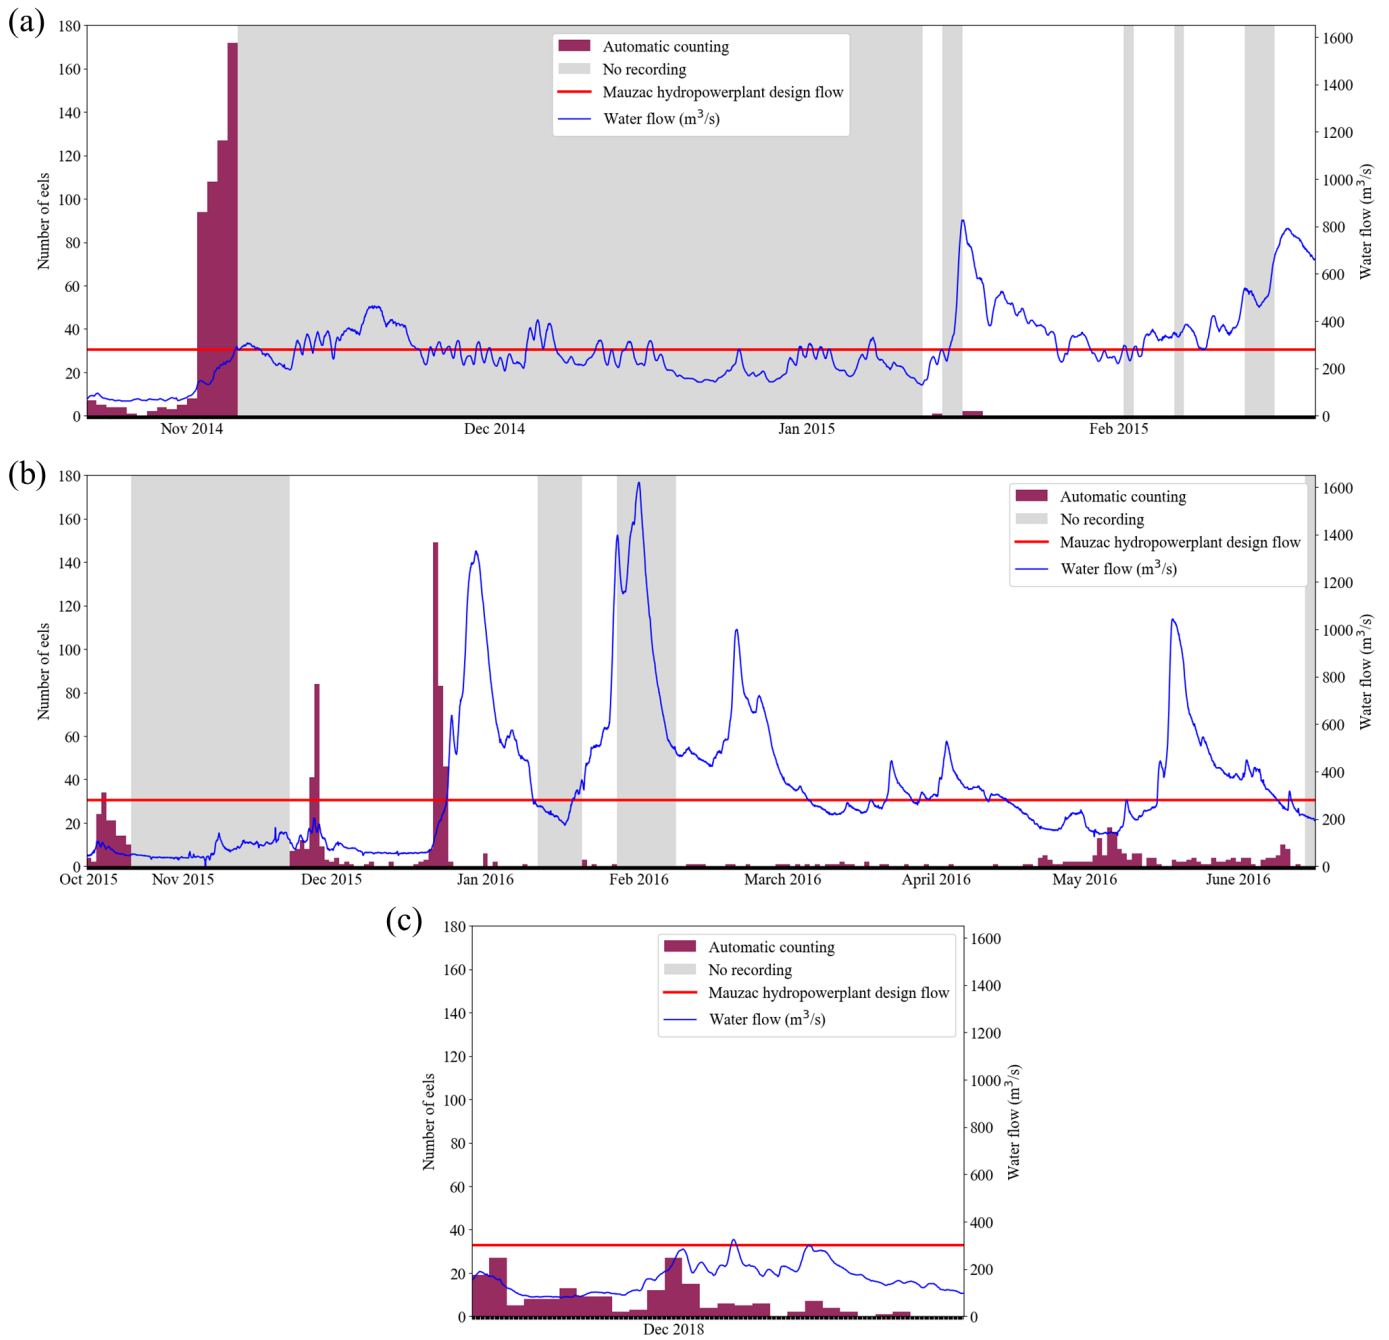 (a)
180
160
140
120
100
80
60
40
20
0
Number of eels
Automatic counting
No recording
Mauzac hydropowerplant design flow
Water flow (m³/s)
1600
1400
1200
1000
800
600
400
200
0
Water flow (m³/s)
Nov 2014 Dec 2014 Jan 2015 Feb 2015
(b)
180
160
140
120
100
80
60
40
20
0
Number of eels
Automatic counting
No recording
Mauzac hydropowerplant design flow
Water flow (m³/s)
1600
1400
1200
1000
800
600
400
200
0
Water flow (m³/s)
Oct 2015 Nov 2015 Dec 2015 Jan 2016 Feb 2016 March 2016 April 2016 May 2016 June 2016
(c)
180
160
140
120
100
80
60
40
20
0
Number of eels
Automatic counting
No recording
Mauzac hydropowerplant design flow
Water flow (m³/s)
1600
1400
1200
1000
800
600
400
200
0
Water flow (m³/s)
Dec 2018